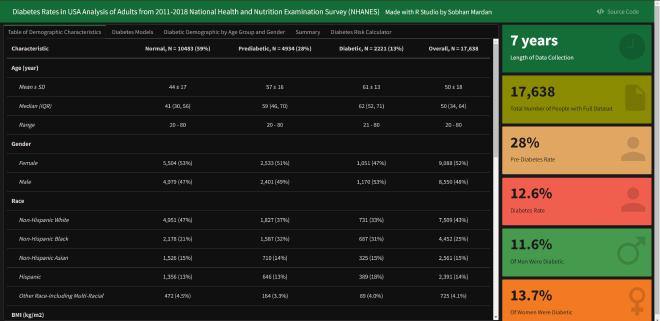 Diabetes Rates in USA Analysis of Adults from 2011-2018 National Health and Nutrition Examination Survey (NHANES) Made with R Studio by Sobhan Mardan </> Source Code
Table of Demographic Characteristics Diabetes Models Diabetic Demographic by Age Group and Gender Summary Diabetes Risk Calculator
Characteristic Normal, N = 10483 (59%) Prediabetic, N = 4934 (28%) Diabetic, N = 2221 (13%) Overall, N = 17,638
Age (year)
Mean ± SD 44 ± 17 57 ± 16 61 ± 13 50 ± 18
Median (IQR) 41 (30, 56) 59 (46, 70) 62 (52, 71) 50 (34, 64)
Range 20 - 80 20 - 80 21 - 80 20 - 80
Gender
Female 5,504 (53%) 2,533 (51%) 1,051 (47%) 9,088 (52%)
Male 4,979 (47%) 2,401 (49%) 1,170 (53%) 8,550 (48%)
Race
Non-Hispanic White 4,951 (47%) 1,827 (37%) 731 (33%) 7,509 (43%)
Non-Hispanic Black 2,178 (21%) 1,587 (32%) 687 (31%) 4,452 (25%)
Non-Hispanic Asian 1,526 (15%) 710 (14%) 325 (15%) 2,561 (15%)
Hispanic 1,356 (13%) 646 (13%) 389 (18%) 2,391 (14%)
Other Race-Including Multi-Racial 472 (4.5%) 164 (3.3%) 89 (4.0%) 725 (4.1%)
BMI (kg/m2)
7 years
Length of Data Collection
17,638
Total Number of People with Full Dataset
28%
Pre-Diabetes Rate
12.6%
Diabetes Rate
11.6%
Of Men Were Diabetic
13.7%
Of Women Were Diabetic